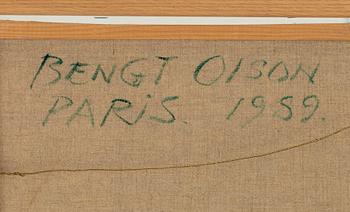 BENGT OLSON
PARIS. 1959.